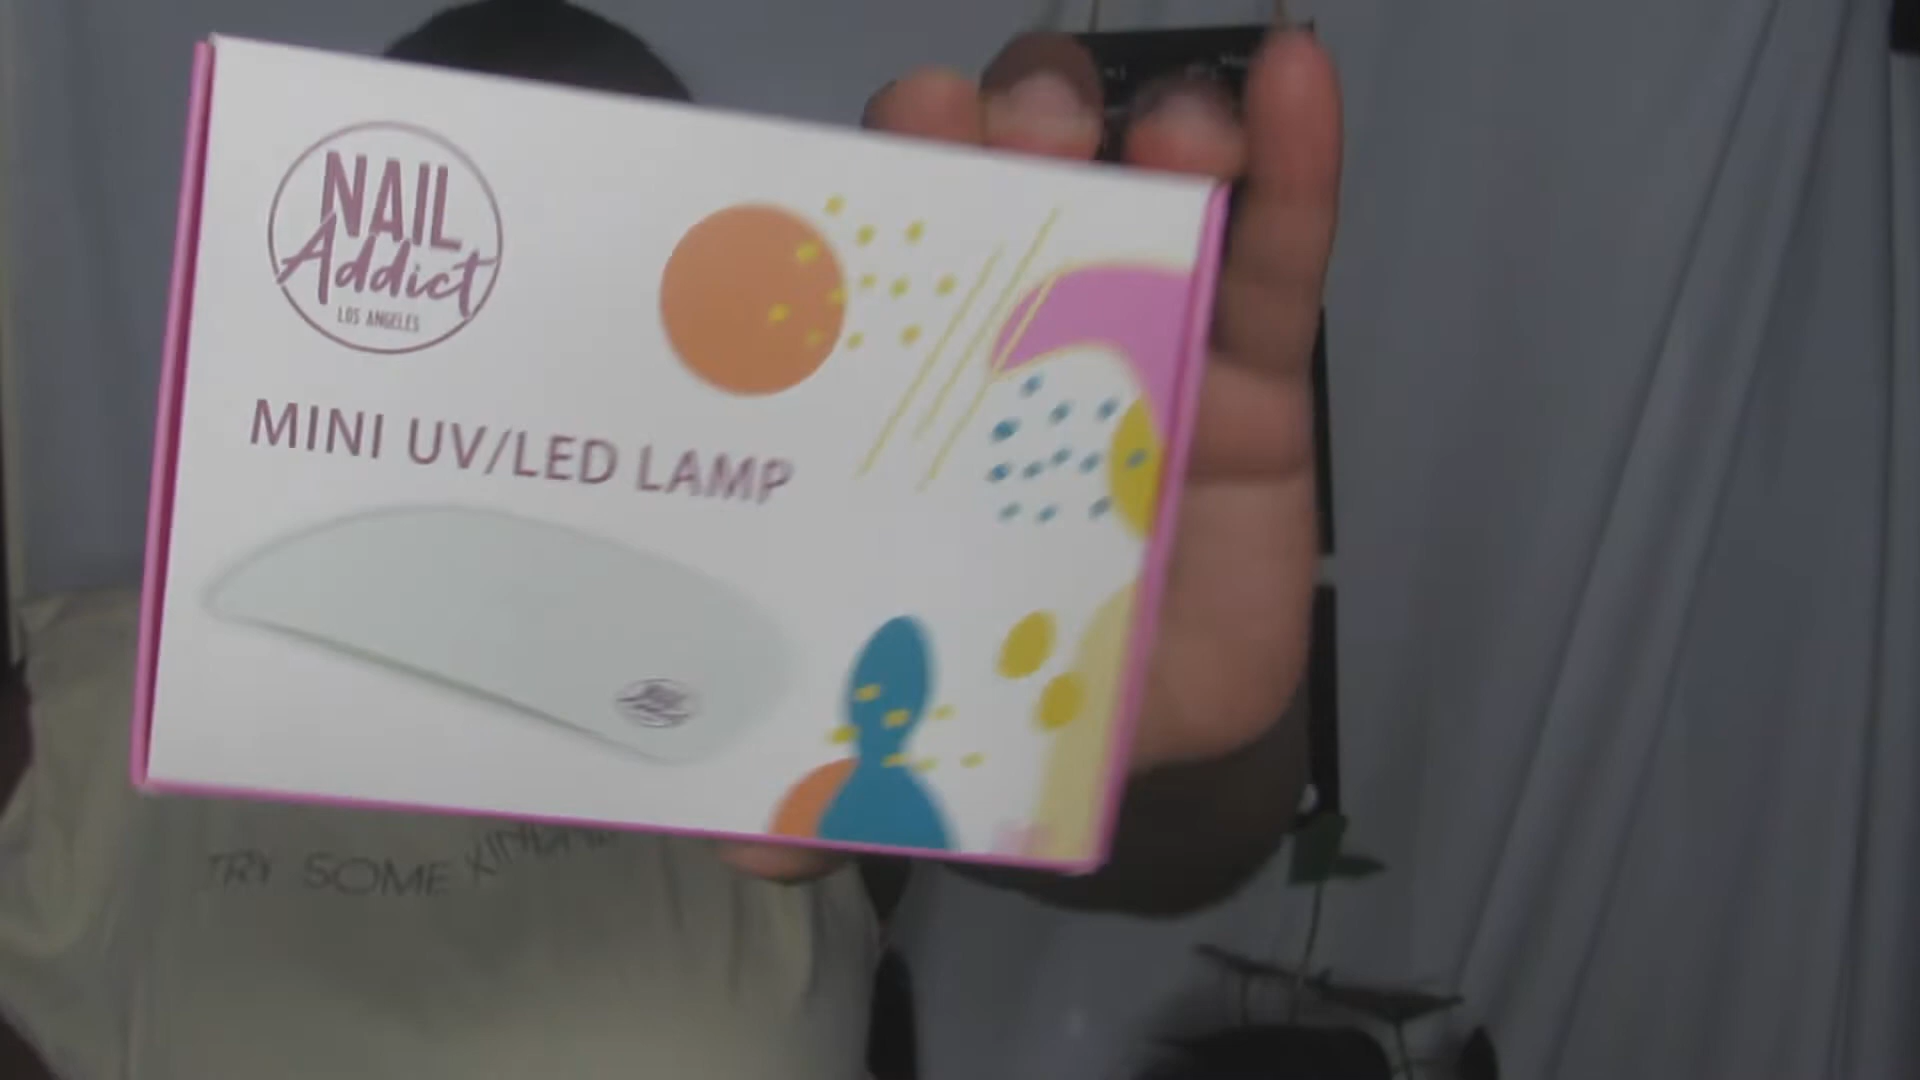 NAIL
Addict
LOS ANGELES
MINI UV/LED LAMP
TRY SOME